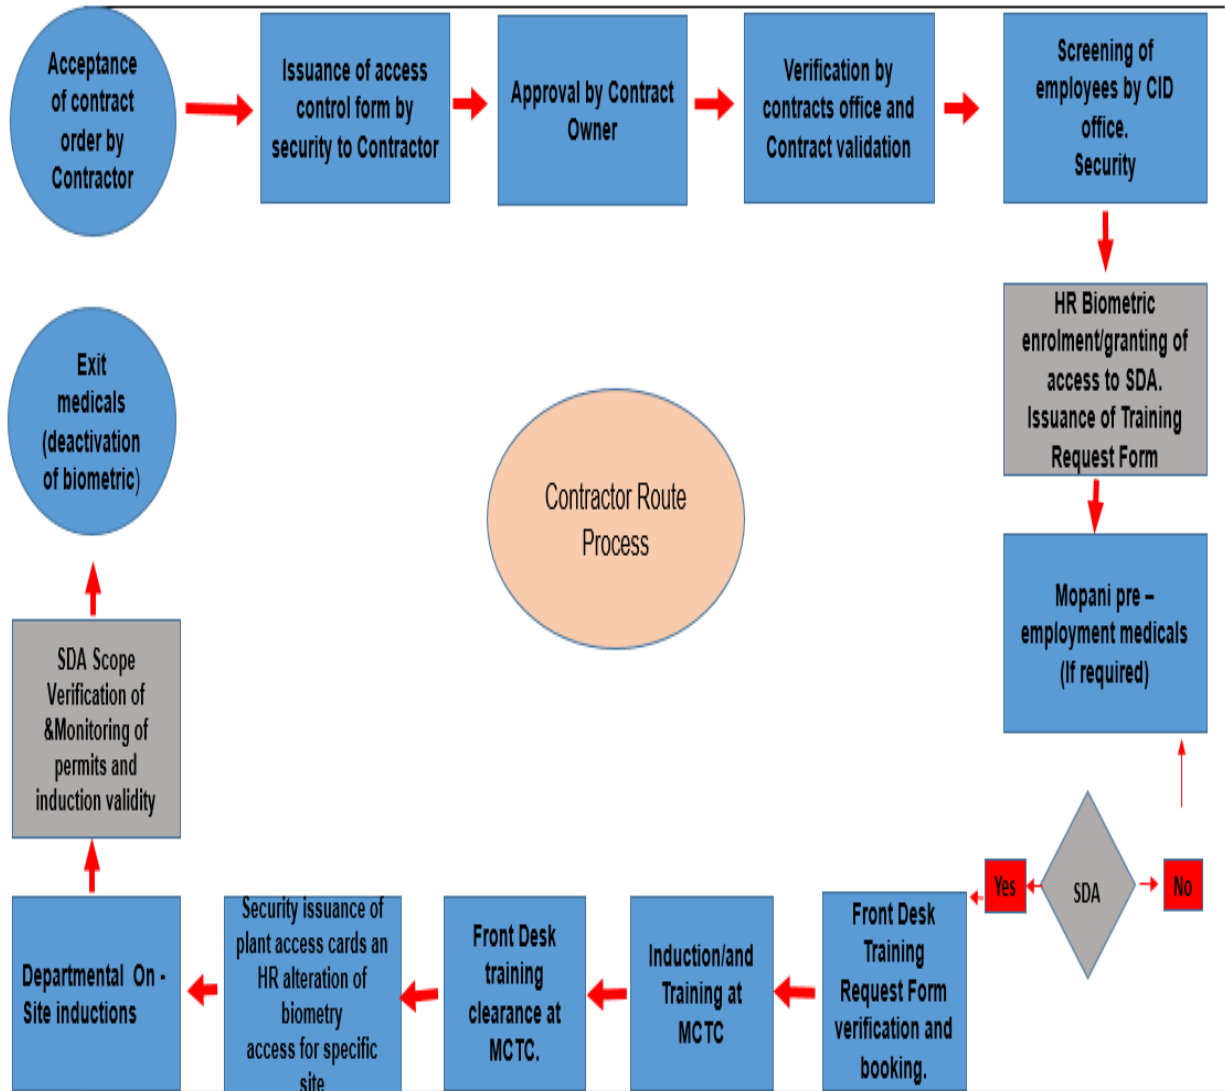 Acceptance
of contract
order by
Contractor
Issuance of access
control form by
security to Contractor
Approval by Contract
Owner
Verification by
contracts office and
Contract validation
Screening of
employees by CID
office.
Security
HR Biometric
enrolment/granting of
access to SDA.
Issuance of Training
Request Form
Mopani pre –
employment medicals
(If required)
SDA
No
Yes
Front Desk
Training
Request Form
verification and
booking.
Induction/and
Training at
MCTC
Front Desk
training
clearance at
MCTC.
Security issuance of
plant access cards an
HR alteration of
biometry
access for specific
site
Departmental On -
Site inductions
SDA Scope
Verification of
&Monitoring of
permits and
induction validity
Exit
medicals
(deactivation
of biometric)
Contractor Route
Process